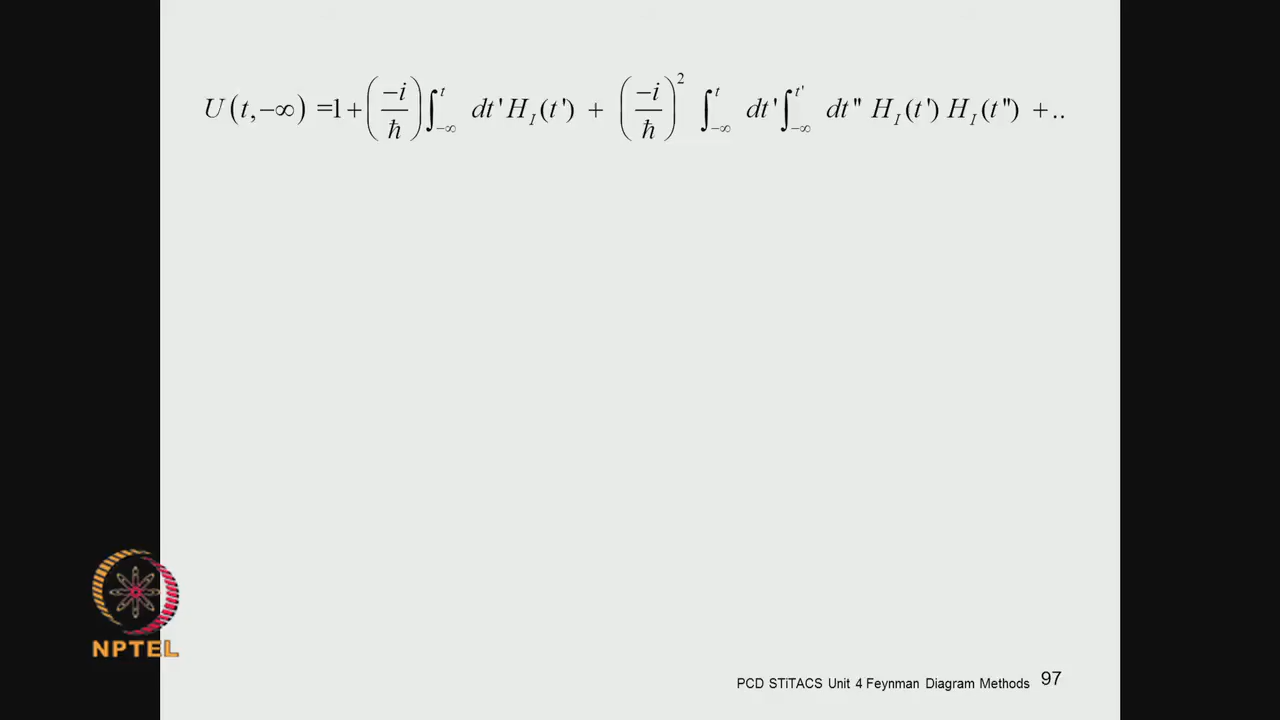 U(t,−∞) =1+(−i/ħ)∫_{−∞}^{t} dt'H_I(t') + (−i/ħ)^2 ∫_{−∞}^{t} dt'∫_{−∞}^{t'} dt'' H_I(t') H_I(t'') +..
NPTEL
PCD STiTACS Unit 4 Feynman Diagram Methods 97